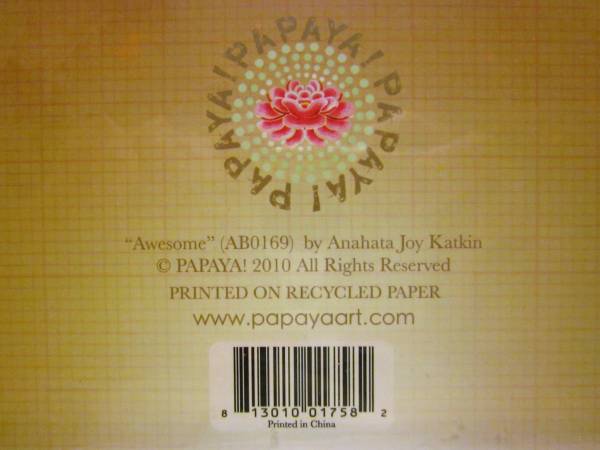 PAPAYA! PAPAYA! PAPAYA!
"Awesome" (AB0169) by Anahata Joy Katkin
© PAPAYA! 2010 All Rights Reserved
PRINTED ON RECYCLED PAPER
www.papayaart.com
8 13010 01758 2
Printed in China